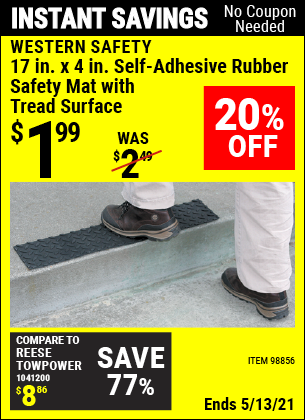 INSTANT SAVINGS No Coupon Needed
WESTERN SAFETY
17 in. x 4 in. Self-Adhesive Rubber
Safety Mat with
Tread Surface
$1.99
WAS
$2.49
20%
OFF
COMPARE TO
REESE
TOWPOWER
1041200
$8.86
SAVE
77%
ITEM 98856
Ends 5/13/21